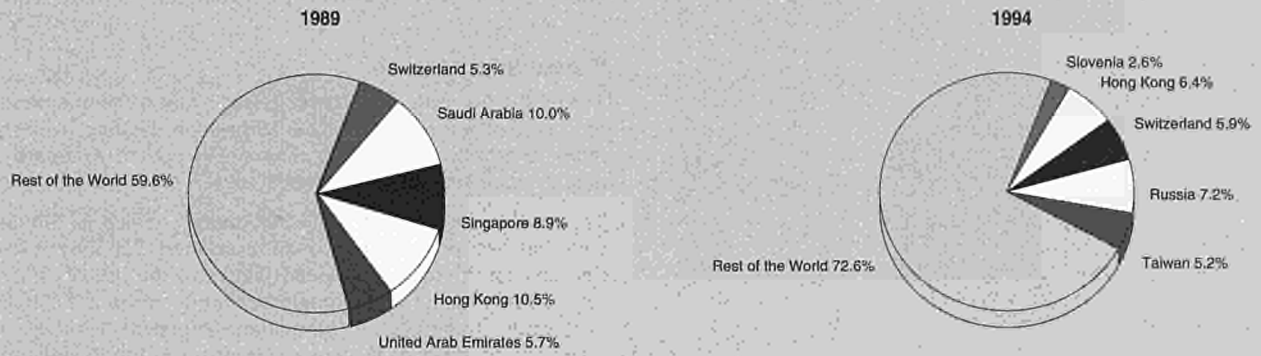 1989
Switzerland 5.3%
Saudi Arabia 10.0%
Rest of the World 59.6%
Singapore 8.9%
Hong Kong 10.5%
United Arab Emirates 5.7%
1994
Slovenia 2.6%
Hong Kong 6.4%
Switzerland 5.9%
Russia 7.2%
Rest of the World 72.6%
Taiwan 5.2%